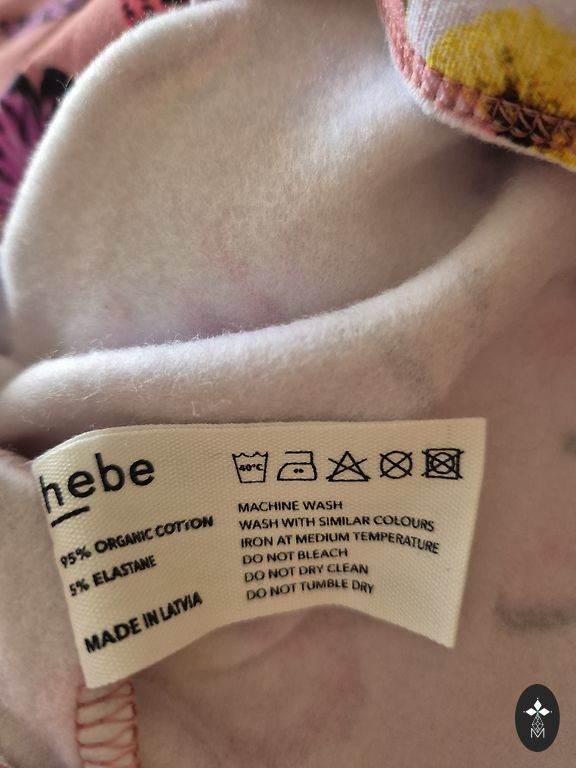 hebe
95% ORGANIC COTTON
5% ELASTANE
MADE IN LATVIA
40°C
MACHINE WASH
WASH WITH SIMILAR COLOURS
IRON AT MEDIUM TEMPERATURE
DO NOT BLEACH
DO NOT DRY CLEAN
DO NOT TUMBLE DRY
M